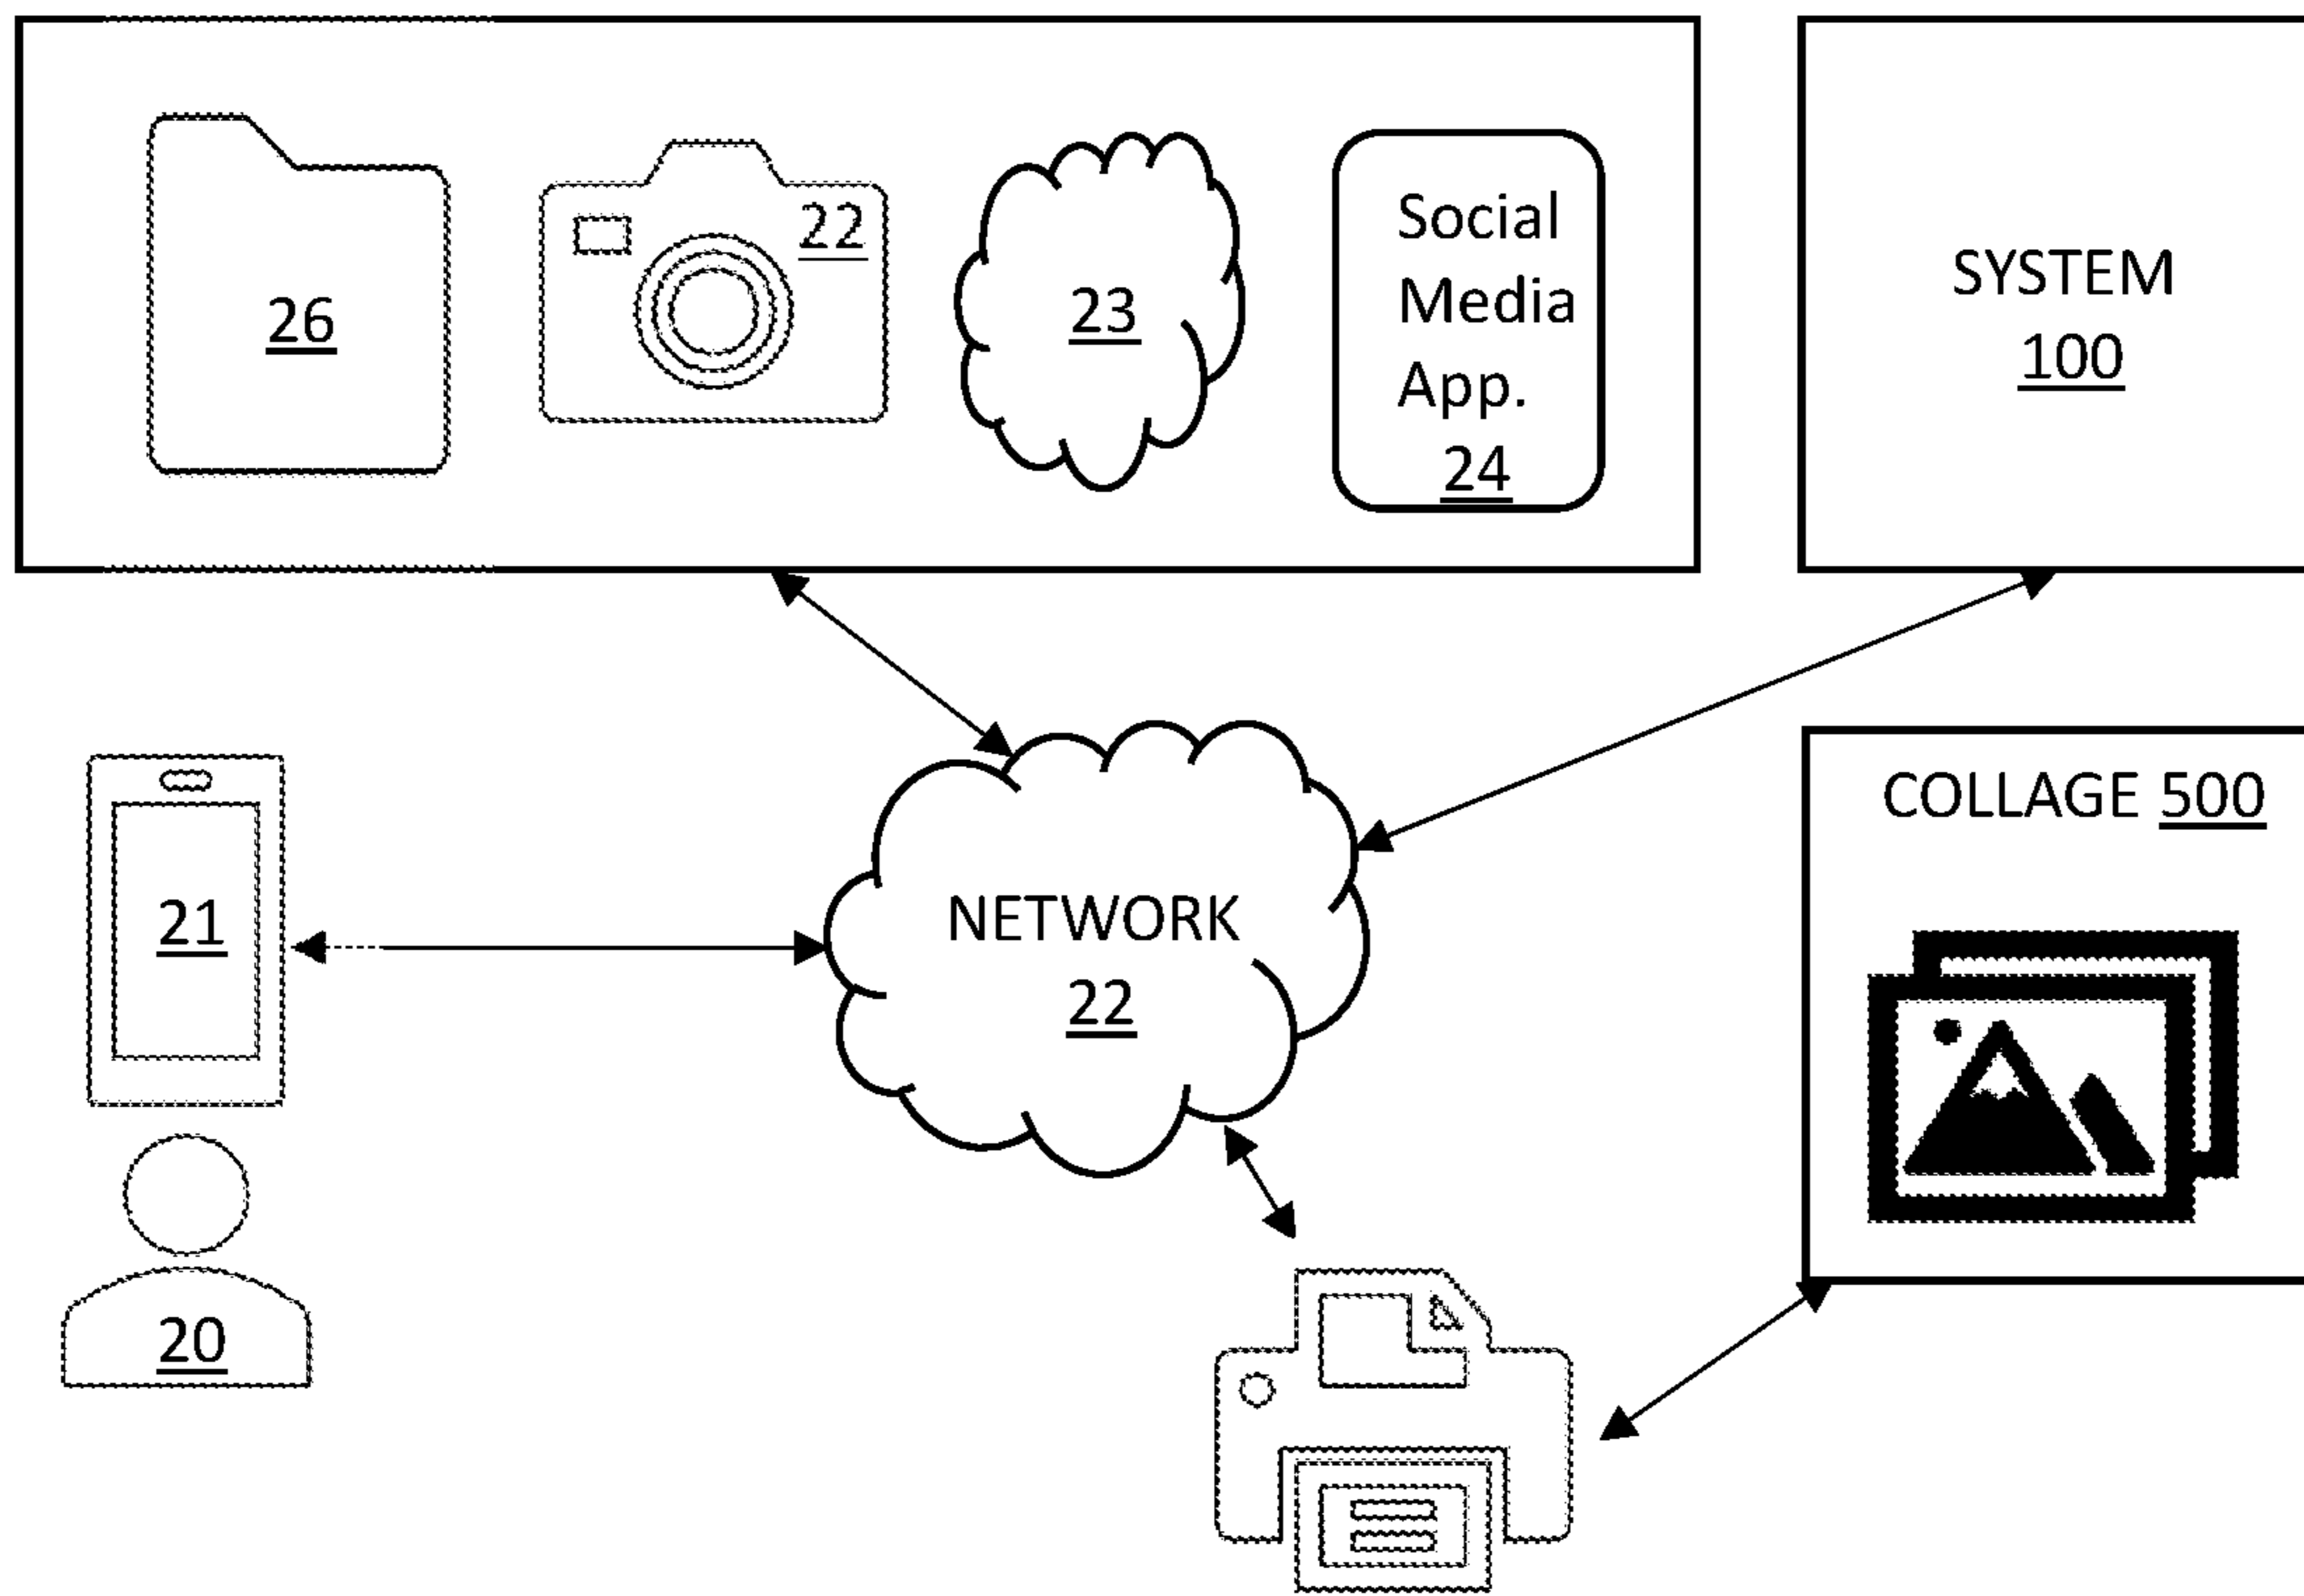 26
22
23
Social
Media
App.
24
SYSTEM
100
21
NETWORK
22
COLLAGE 500
20